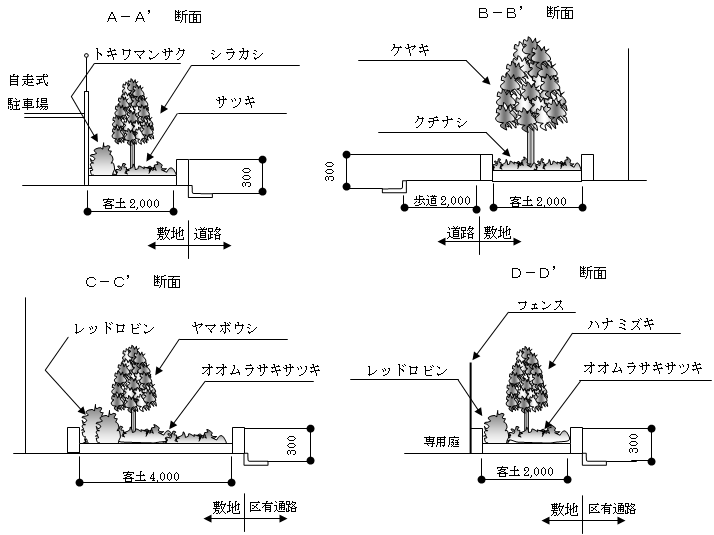 A－A' 断面
トキワマンサク
シラカシ
自走式
駐車場
サツキ
300
客土2,000
敷地 道路
B－B' 断面
ケヤキ
クチナシ
300
歩道2,000
客土2,000
道路 敷地
C－C' 断面
レッドロビン
ヤマボウシ
オオムラサキサツキ
300
客土4,000
敷地 区有通路
D－D' 断面
フェンス
ハナミズキ
レッドロビン
オオムラサキサツキ
専用庭
300
客土2,000
敷地 区有通路